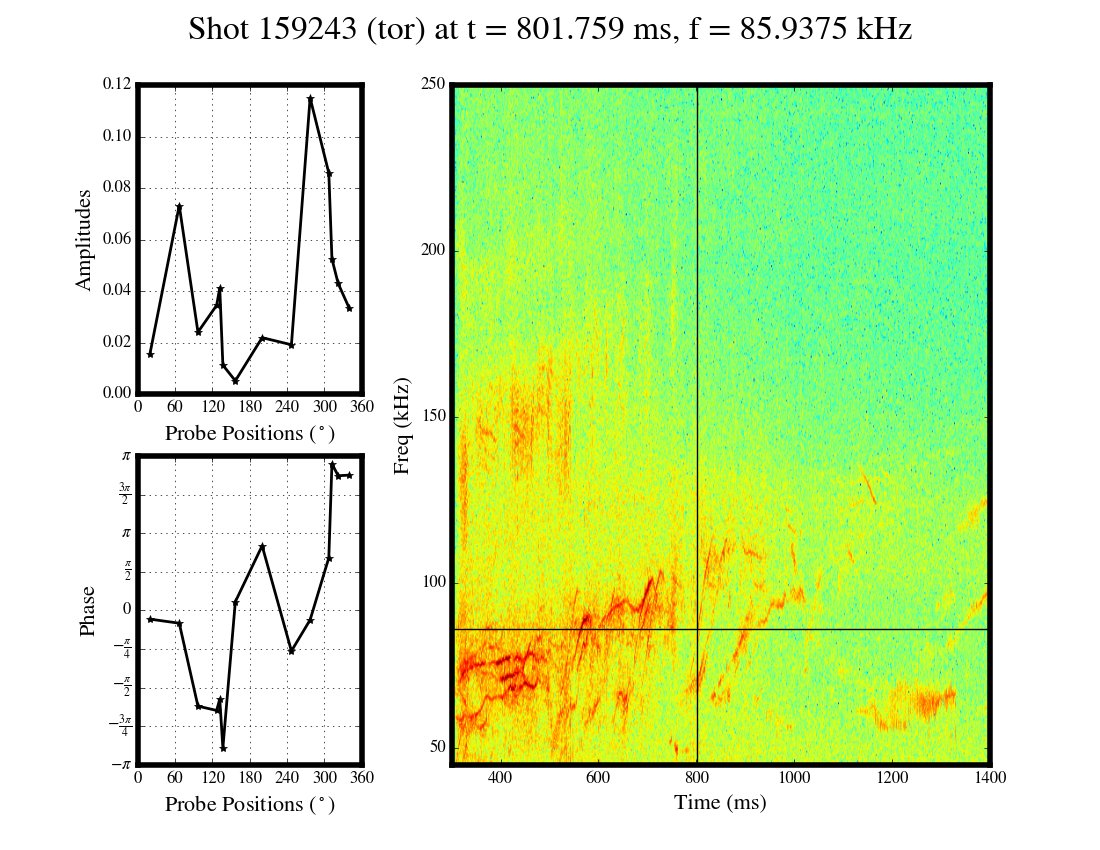 Shot 159243 (tor) at t = 801.759 ms, f = 85.9375 kHz
0.12
0.10
0.08
0.06
0.04
0.02
0.00
Amplitudes
0 60 120 180 240 300 360
Probe Positions (°)
π
3π/2
π
π/2
0
−π/4
−π/2
−3π/4
−π
Phase
0 60 120 180 240 300 360
Probe Positions (°)
250
200
150
100
50
Freq (kHz)
400 600 800 1000 1200 1400
Time (ms)